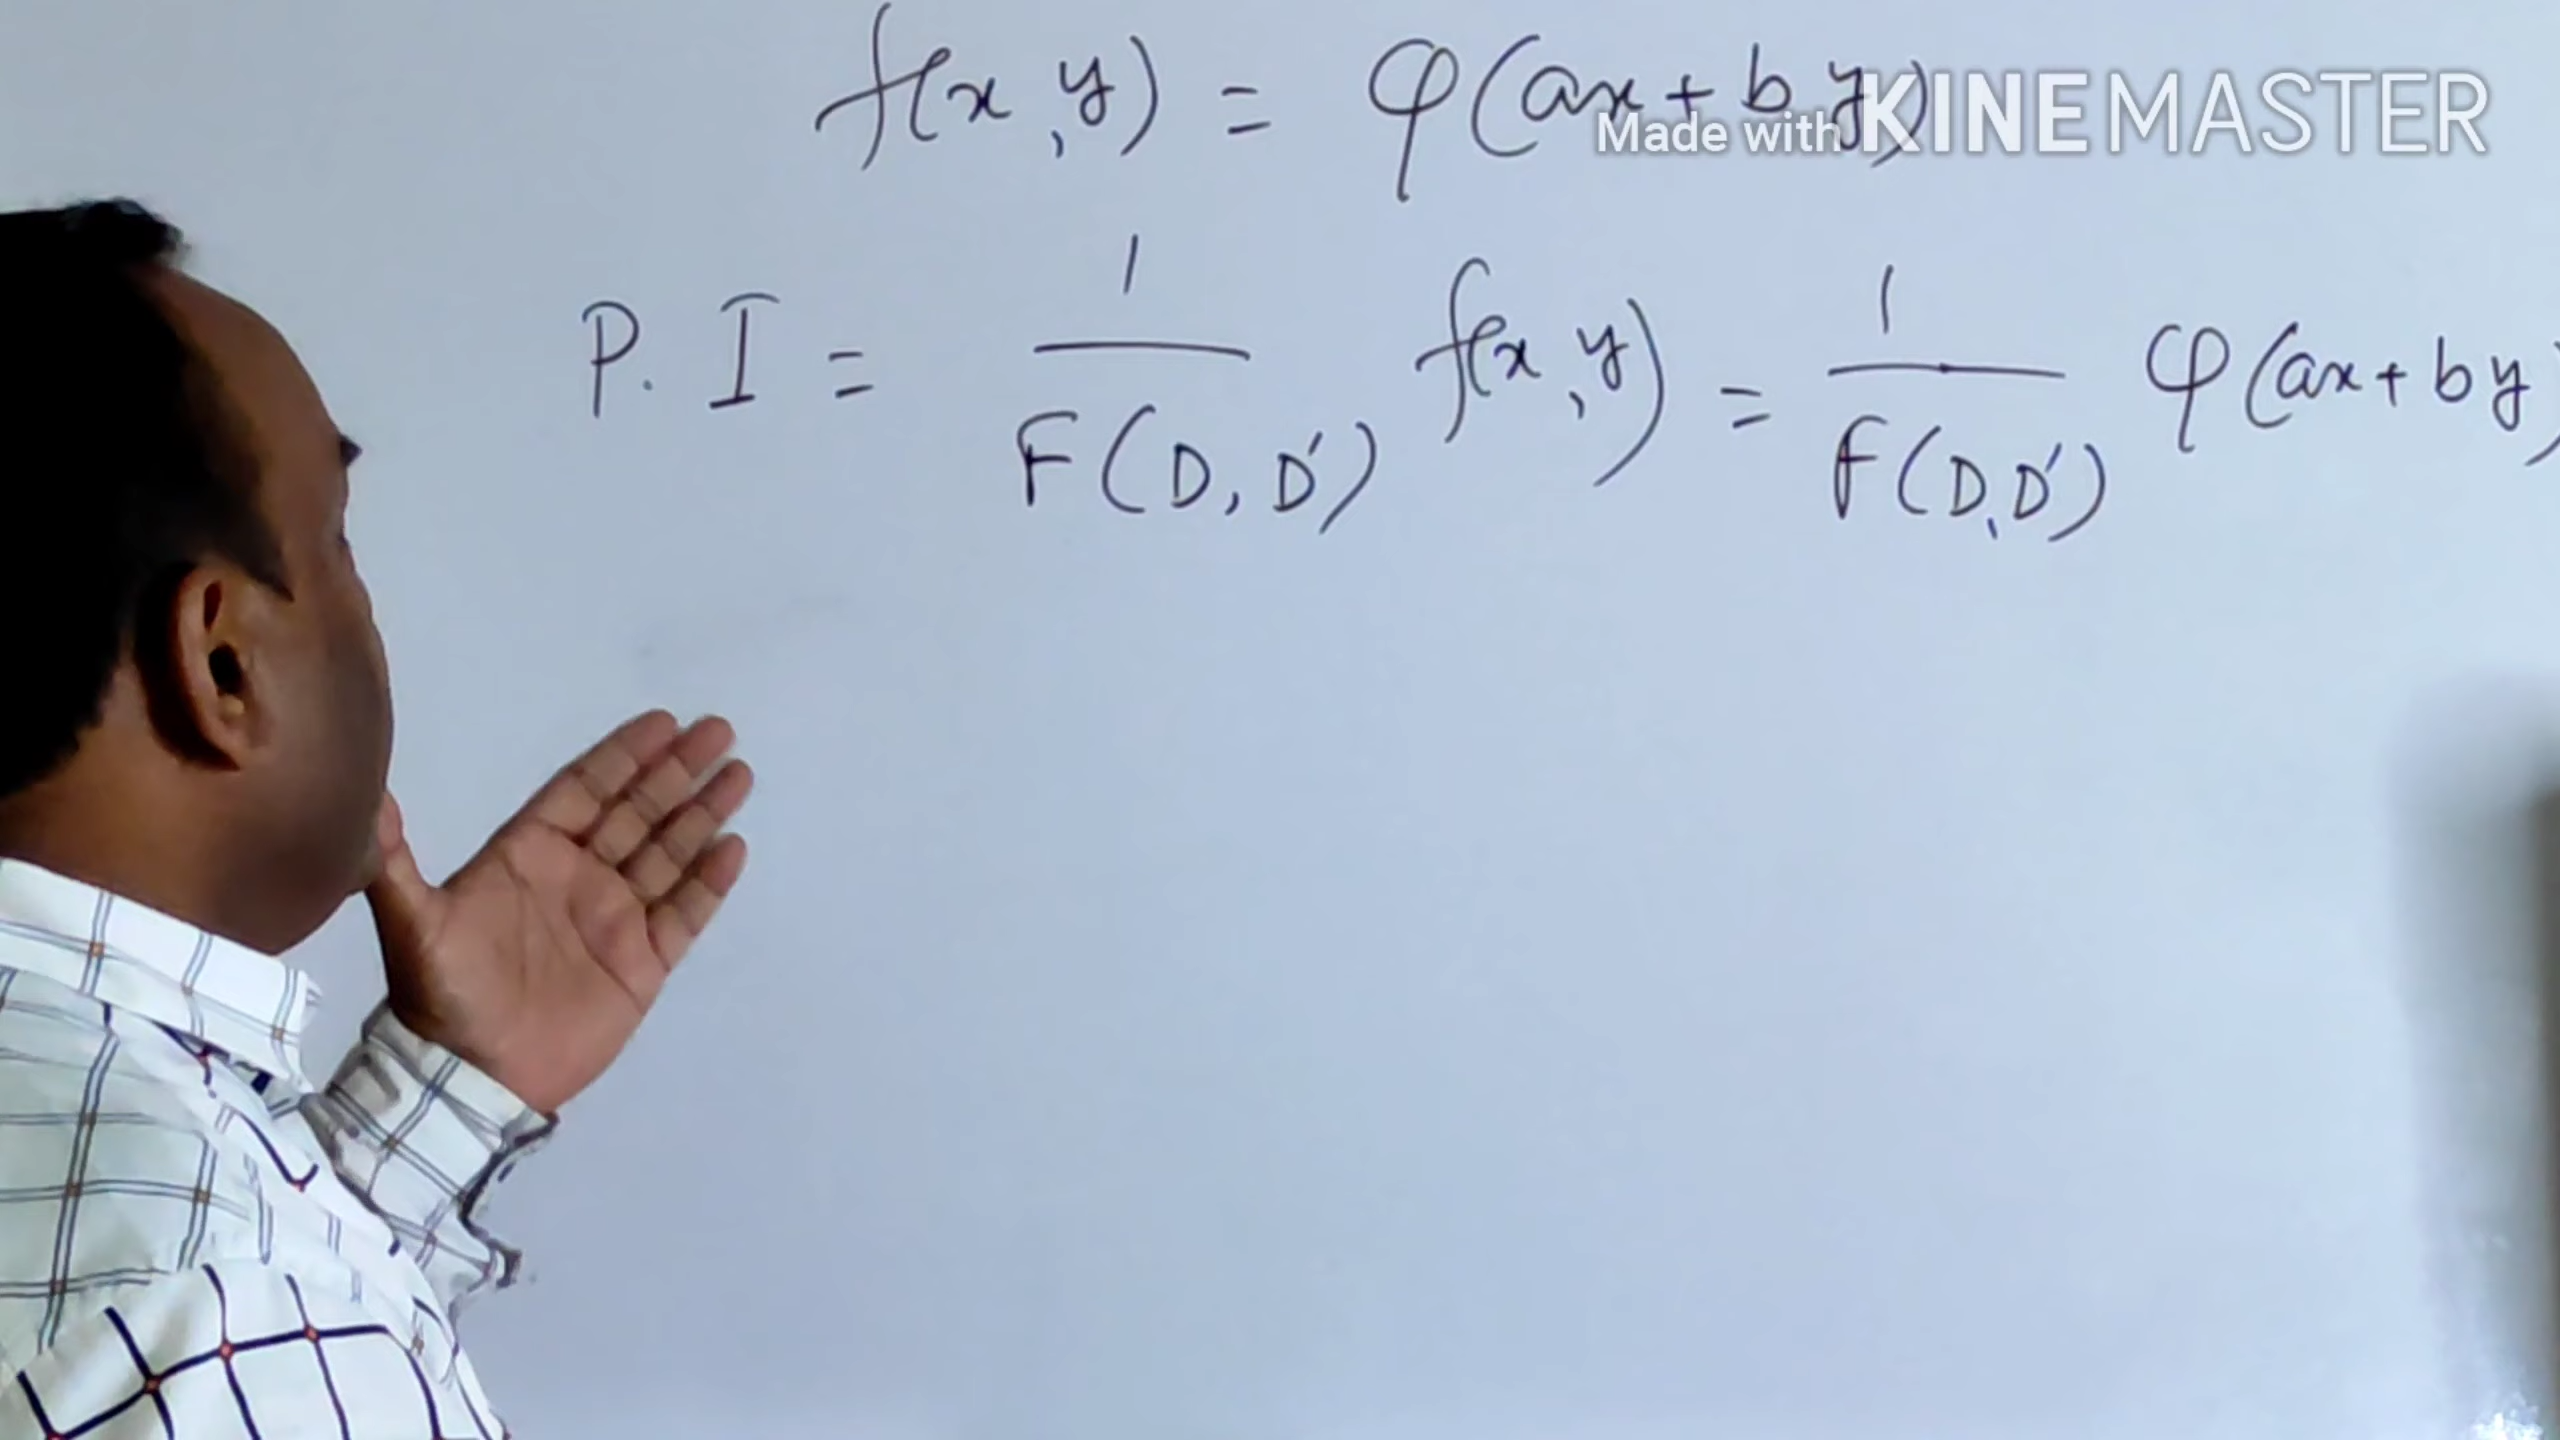 f(x, y) = φ(ax + by)
Made with KINEMASTER
P. I = 1/F(D, D′) f(x, y) = 1/F(D, D′) φ(ax + by)